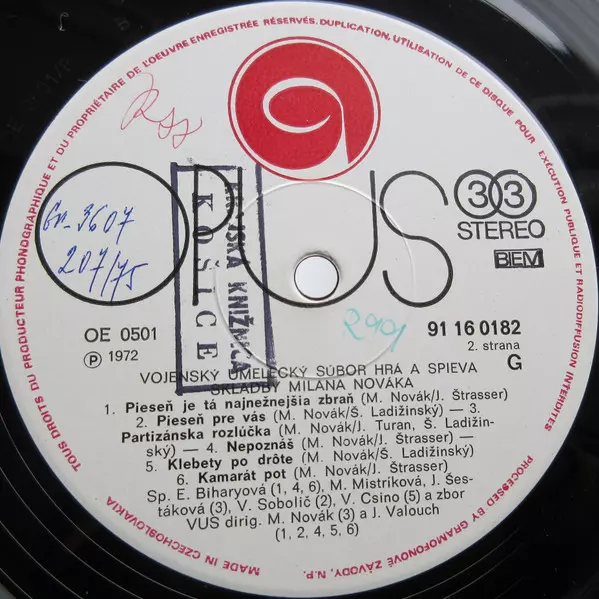 TOUS DROITS DU PRODUCTEUR PHONOGRAPHIQUE ET DU PROPRIÉTAIRE DE L'OEUVRE ENREGISTRÉE RÉSERVÉS. DUPLICATION, UTILISATION DE CE DISQUE POUR EXÉCUTION PUBLIQUE ET RADIODIFFUSION INTERDITES
OPUS
33
STEREO
BIEM
Gn-3607
207/75
KNIŽNICA
KOŠICE
2991
OE 0501
Ⓟ 1972
91 16 0182
2. strana
G
VOJENSKÝ UMELECKÝ SÚBOR HRÁ A SPIEVA
SKLADBY MILANA NOVÁKA
1. Pieseň je tá najnežnejšia zbraň (M. Novák/J. Štrasser)
2. Pieseň pre vás (M. Novák/Š. Ladižinský) — 3.
Partizánska rozlúčka (M. Novák/J. Turan, Š. Ladižin-
ský) — 4. Nepoznáš (M. Novák/J. Štrasser) —
5. Klebety po drôte (M. Novák/Š. Ladižinský)
6. Kamarát pot (M. Novák/J. Štrasser)
Sp. E. Biharyová (1, 4, 6), M. Mistríková, J. Šes-
táková (3), V. Sobolič (2), V. Csino (5) a zbor
VUS dirig. M. Novák (3) a J. Valouch
(1, 2, 4, 5, 6)
MADE IN CZECHOSLOVAKIA
PROCESSED BY GRAMOFONOVÉ ZÁVODY, N.P.